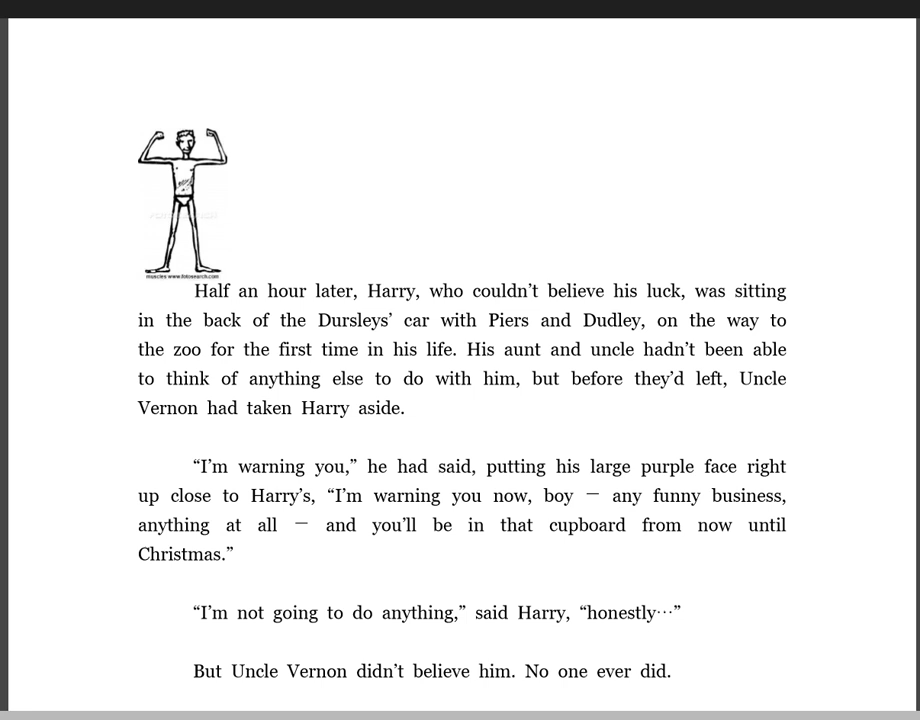 muscles www.fotosearch.com
Half an hour later, Harry, who couldn’t believe his luck, was sitting
in the back of the Dursleys’ car with Piers and Dudley, on the way to
the zoo for the first time in his life. His aunt and uncle hadn’t been able
to think of anything else to do with him, but before they’d left, Uncle
Vernon had taken Harry aside.
“I’m warning you,” he had said, putting his large purple face right
up close to Harry’s, “I’m warning you now, boy — any funny business,
anything at all — and you’ll be in that cupboard from now until
Christmas.”
“I’m not going to do anything,” said Harry, “honestly···”
But Uncle Vernon didn’t believe him. No one ever did.